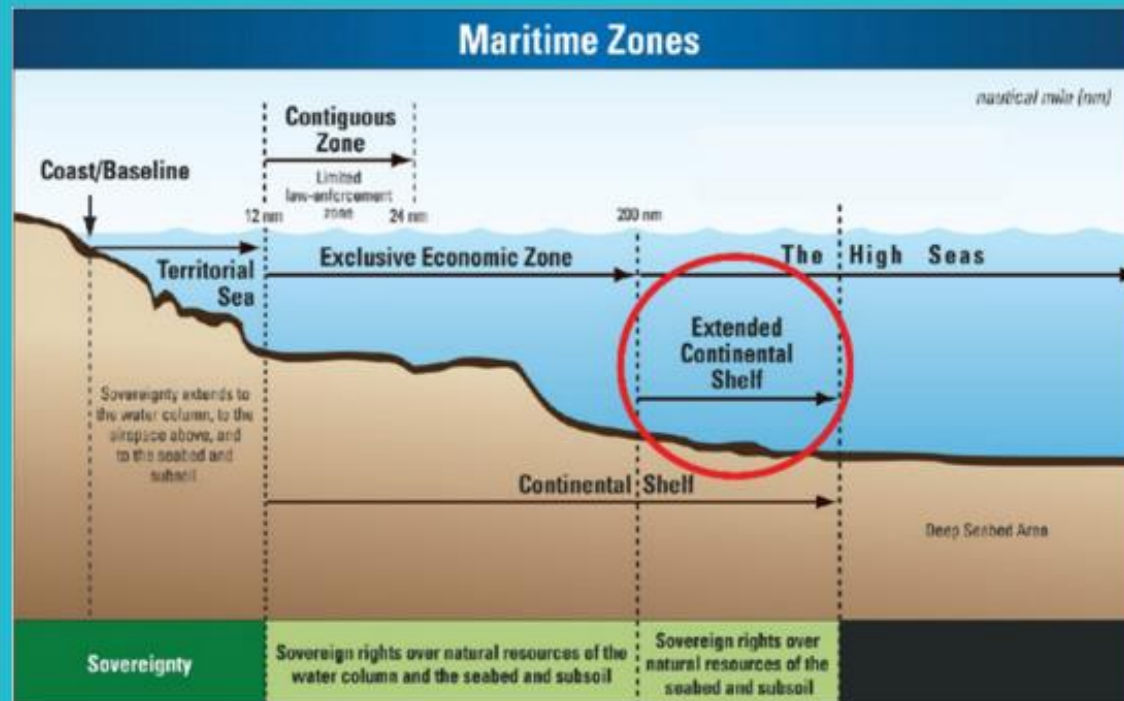 Maritime Zones
nautical mile (nm)
Contiguous
Zone
Coast/Baseline
Limited
law-enforcement
zone
12 nm
24 nm
200 nm
Territorial
Sea
Exclusive Economic Zone
The High Seas
Extended
Continental
Shelf
Sovereignty extends to
the water column, to the
airspace above, and
to the seabed and
subsoil
Continental Shelf
Deep Seabed Area
Sovereignty
Sovereign rights over natural resources of the
water column and the seabed and subsoil
Sovereign rights over
natural resources of the
seabed and subsoil